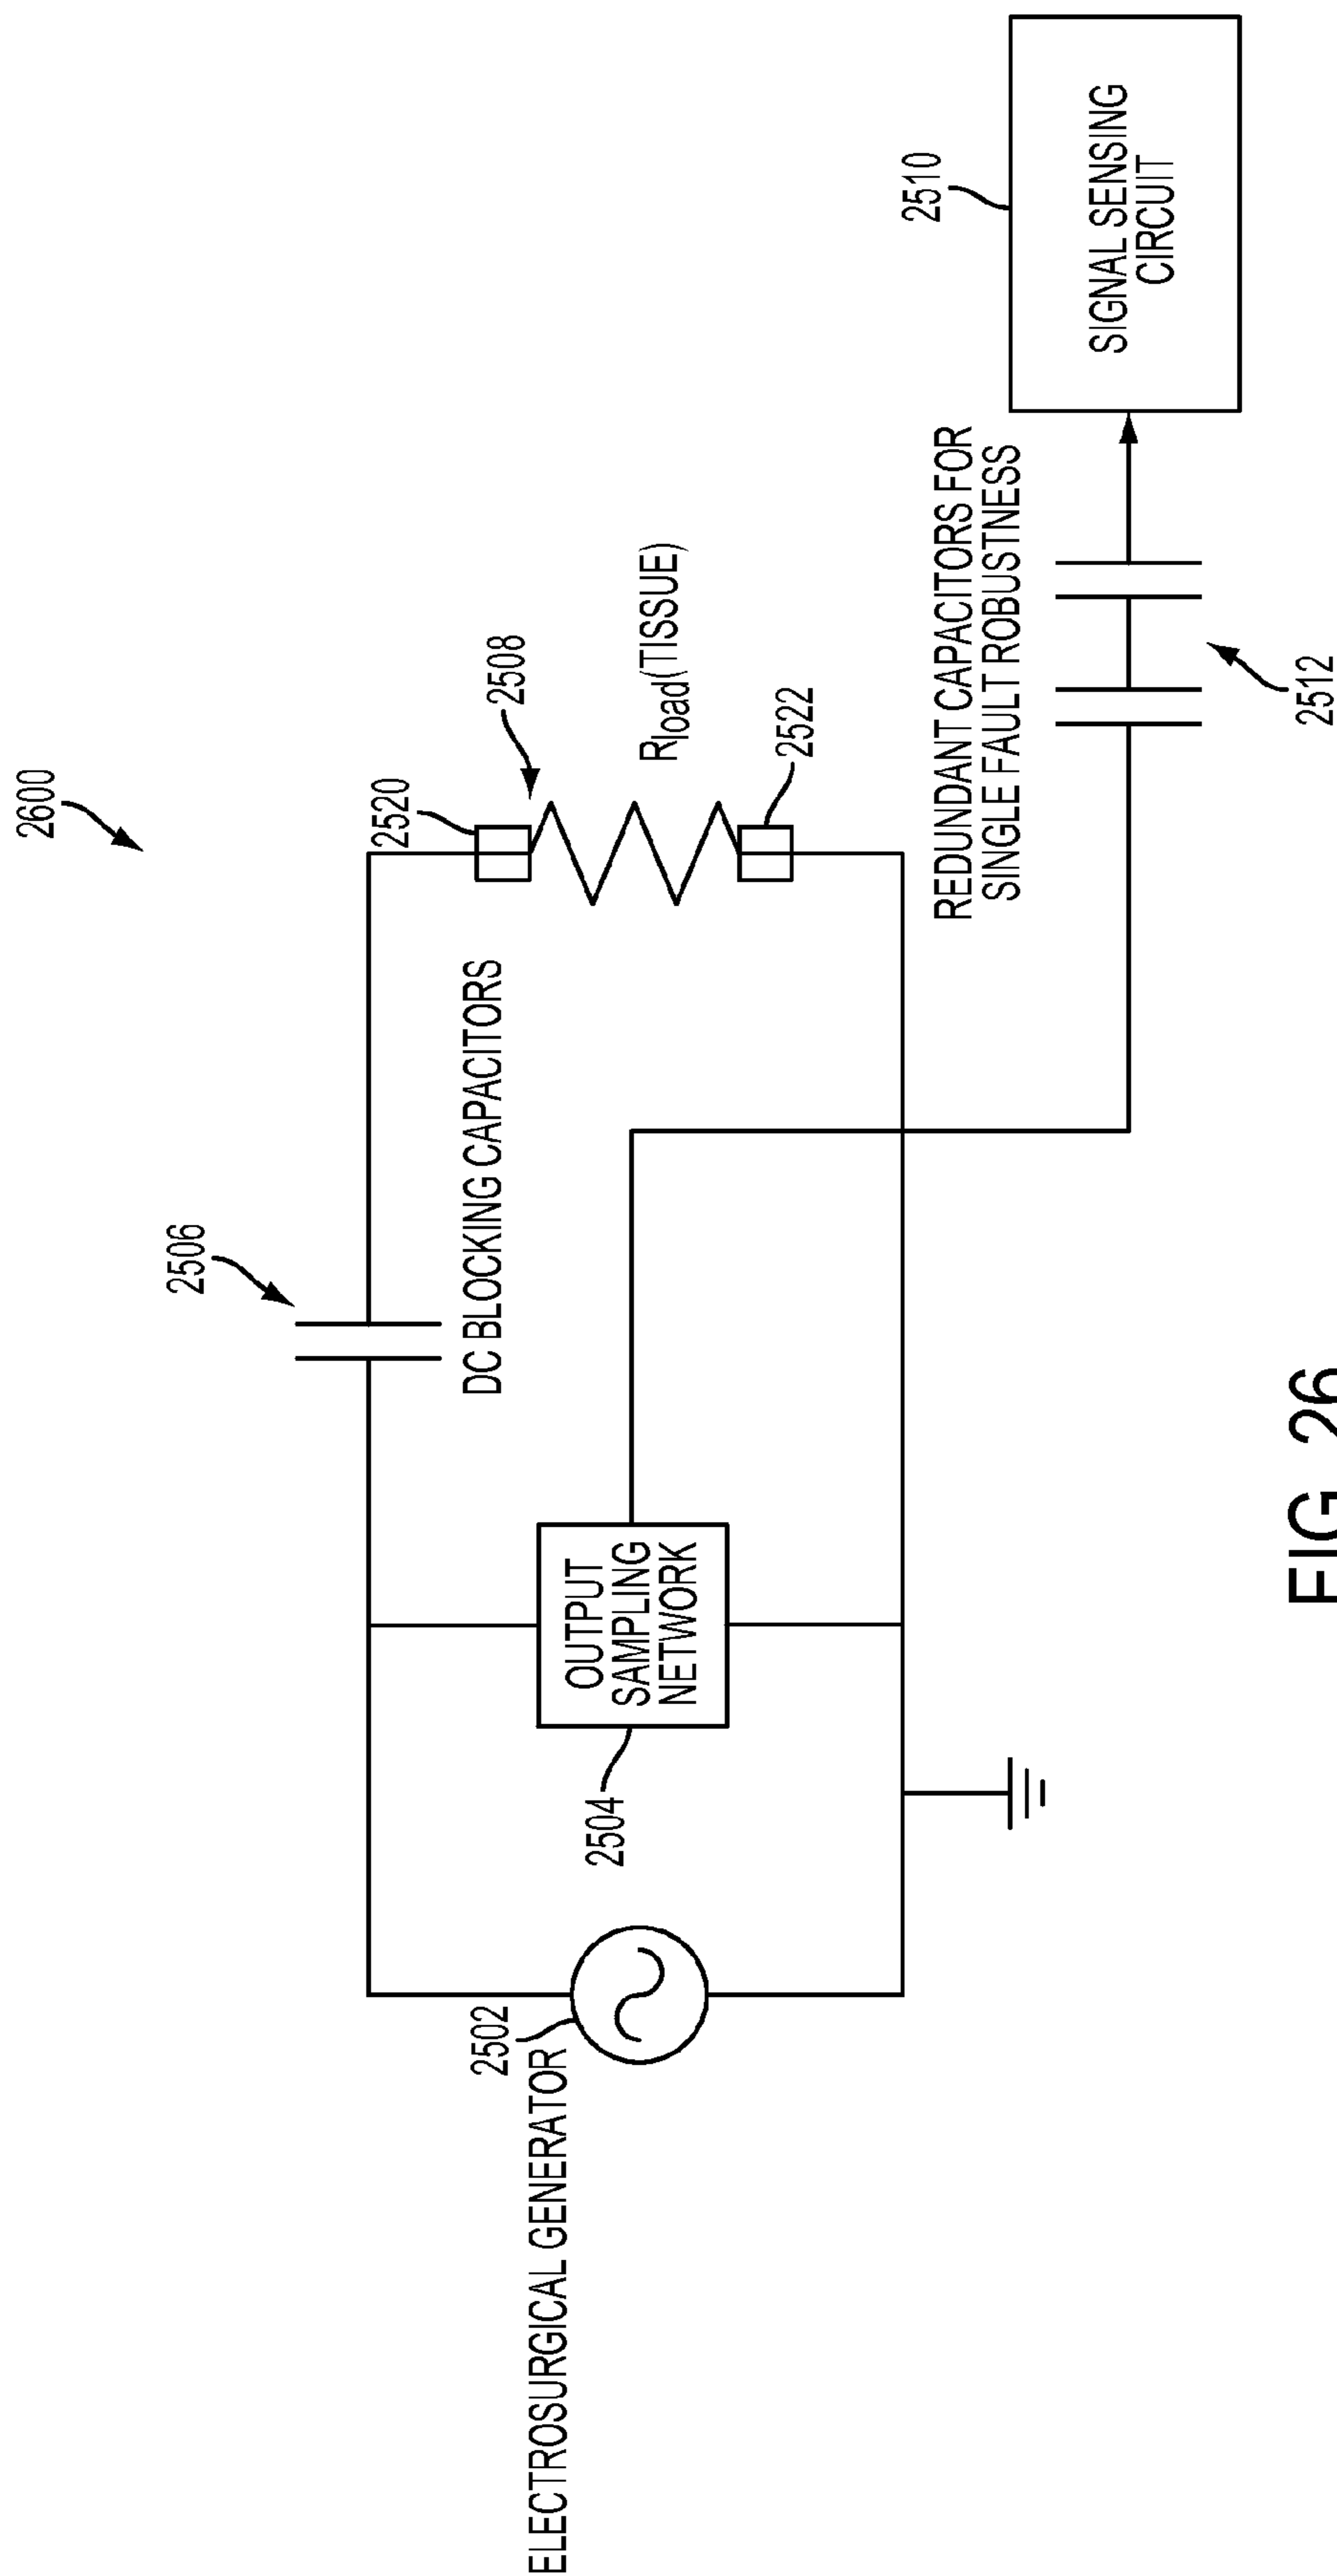 2600
2506
DC BLOCKING CAPACITORS
2520
2508
Rload(TISSUE)
2522
2502
ELECTROSURGICAL GENERATOR
2504
OUTPUT
SAMPLING
NETWORK
REDUNDANT CAPACITORS FOR
SINGLE FAULT ROBUSTNESS
2512
2510
SIGNAL SENSING
CIRCUIT
FIG. 26